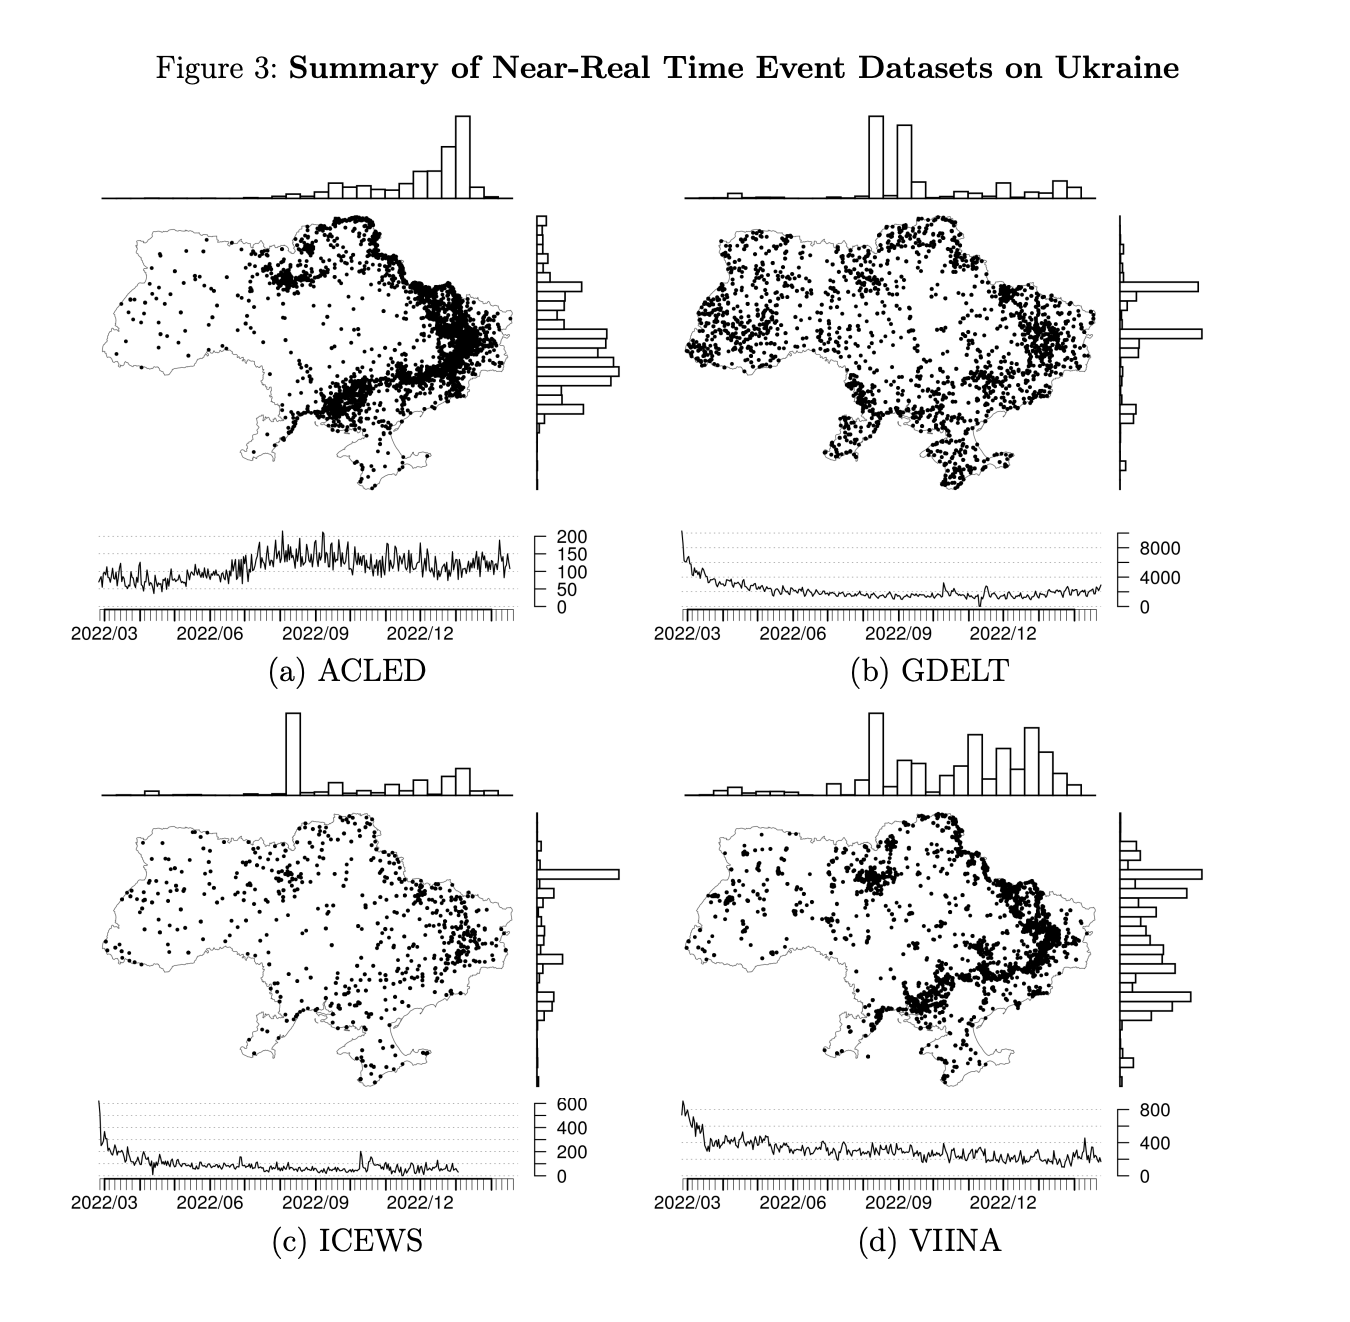 Figure 3: Summary of Near-Real Time Event Datasets on Ukraine
200
150
100
50
0
2022/03 2022/06 2022/09 2022/12
(a) ACLED
8000
4000
0
2022/03 2022/06 2022/09 2022/12
(b) GDELT
600
400
200
0
2022/03 2022/06 2022/09 2022/12
(c) ICEWS
800
400
0
2022/03 2022/06 2022/09 2022/12
(d) VIINA